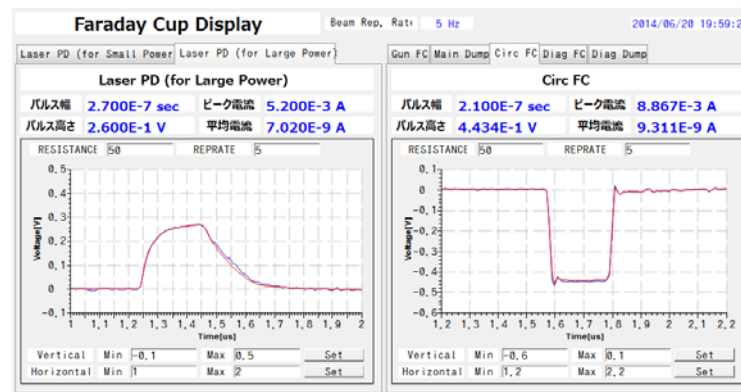 Faraday Cup Display
Beam Rep. Rate 5 Hz
2014/06/20 19:59:2
Laser PD (for Small Power Laser PD (for Large Power)
Laser PD (for Large Power)
パルス幅 2.700E-7 sec ピーク電流 5.200E-3 A
パルス高さ 2.600E-1 V 平均電流 7.020E-9 A
RESISTANCE 50 REPRATE 5
Voltage[V]
0.5
0.4
0.3
0.2
0.1
0
-0.1
1 1.1 1.2 1.3 1.4 1.5 1.6 1.7 1.8 1.9 2
Time[us]
Vertical Min -0.1 Max 0.5 Set
Horizontal Min 1 Max 2 Set
Gun FC Main Dump Circ FC Diag FC Diag Dump
Circ FC
パルス幅 2.100E-7 sec ピーク電流 8.867E-3 A
パルス高さ 4.434E-1 V 平均電流 9.311E-9 A
RESISTANCE 50 REPRATE 5
Voltage[V]
0.1
0
-0.1
-0.2
-0.3
-0.4
-0.5
-0.6
1.2 1.3 1.4 1.5 1.6 1.7 1.8 1.9 2 2.1 2.2
Time[us]
Vertical Min -0.6 Max 0.1 Set
Horizontal Min 1.2 Max 2.2 Set